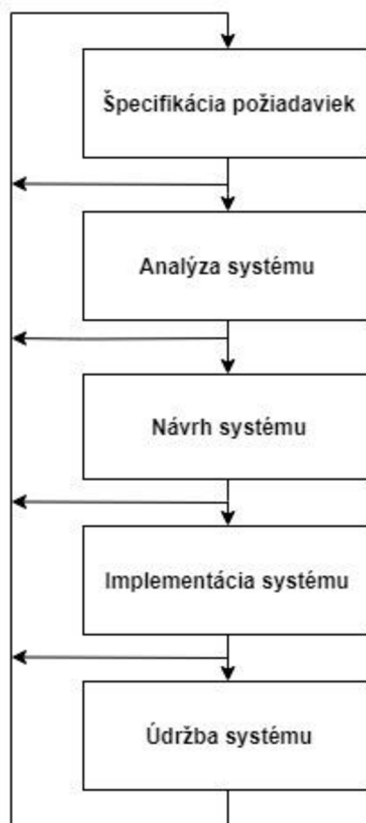 Špecifikácia požiadaviek
Analýza systému
Návrh systému
Implementácia systému
Údržba systému